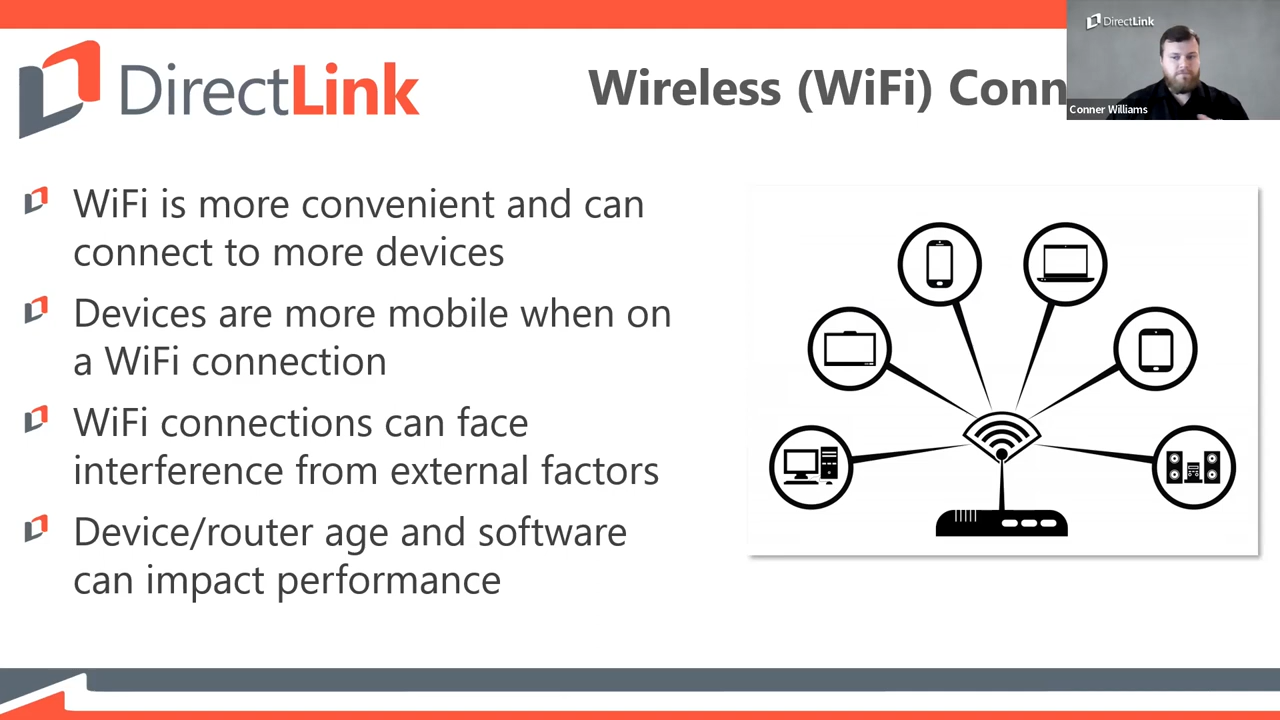 DirectLink
Wireless (WiFi) Conn
DirectLink
Conner Williams
WiFi is more convenient and can
connect to more devices
Devices are more mobile when on
a WiFi connection
WiFi connections can face
interference from external factors
Device/router age and software
can impact performance